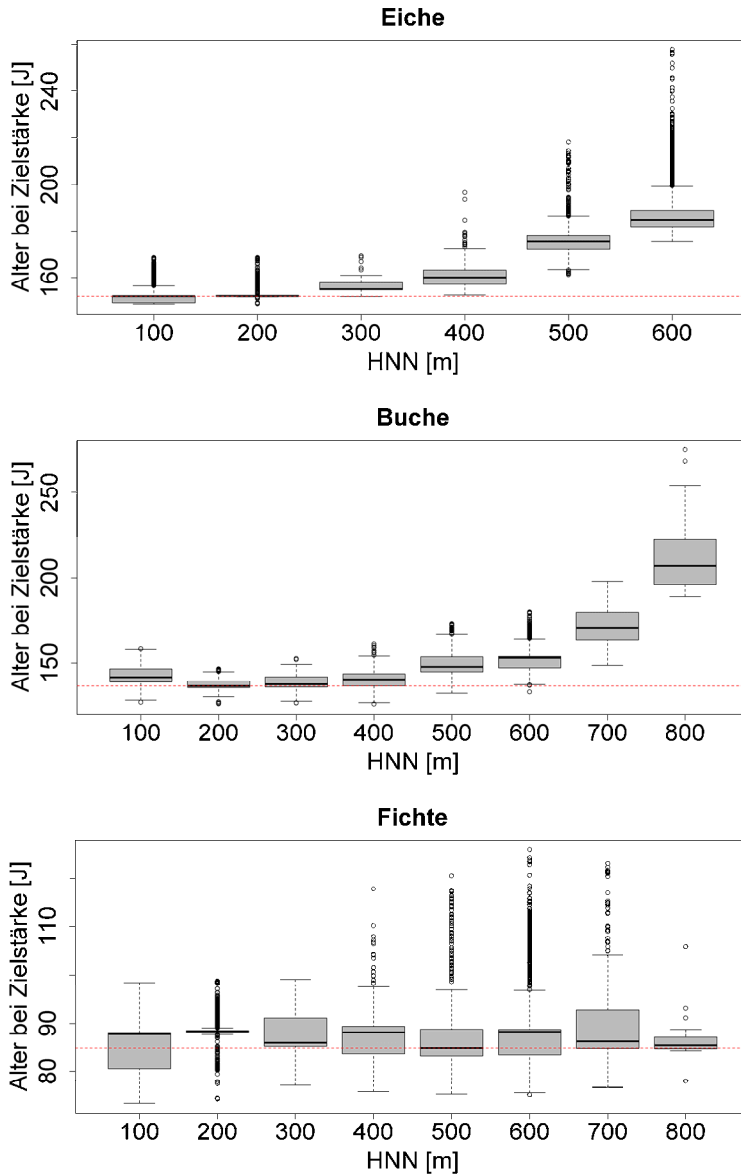 Eiche
Alter bei Zielstärke [J]
240
200
160
100 200 300 400 500 600
HNN [m]
Buche
Alter bei Zielstärke [J]
250
200
150
100 200 300 400 500 600 700 800
HNN [m]
Fichte
Alter bei Zielstärke [J]
110
90
80
100 200 300 400 500 600 700 800
HNN [m]